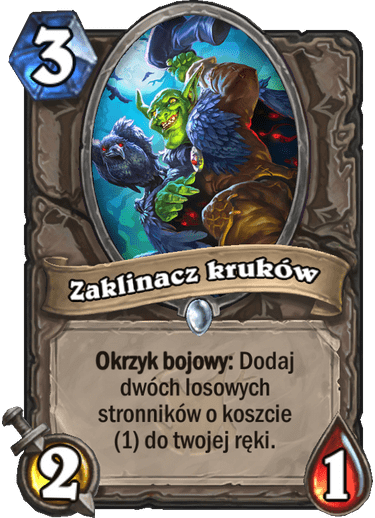 3
Zaklinacz kruków
Okrzyk bojowy: Dodaj
dwóch losowych
stronników o koszcie
(1) do twojej ręki.
2
1